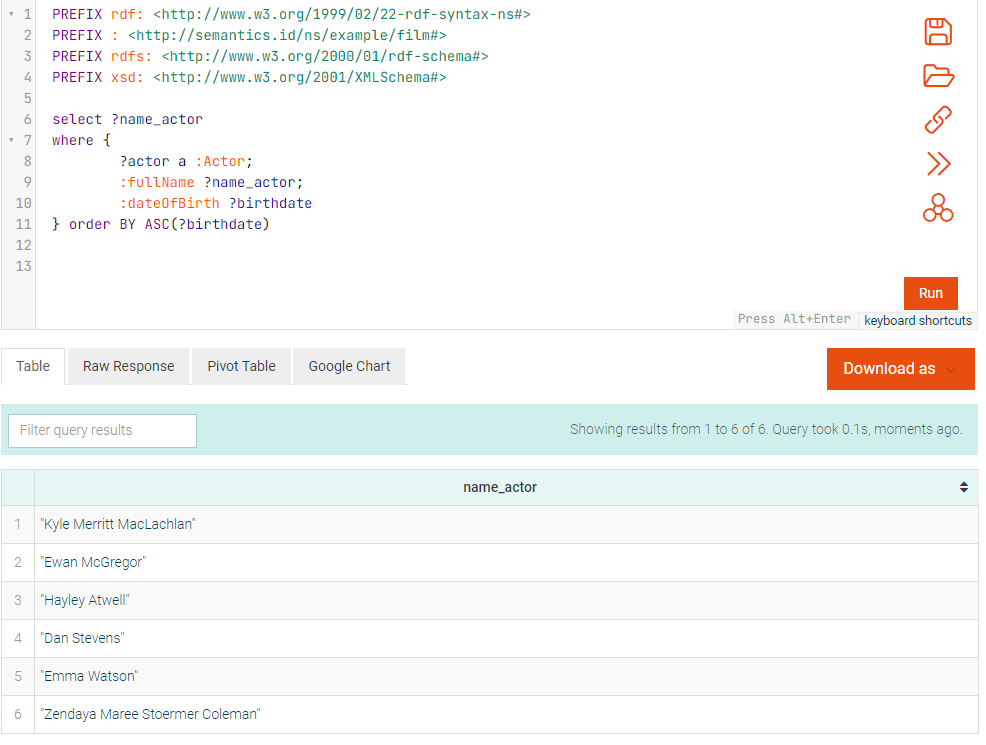 1 PREFIX rdf: <http://www.w3.org/1999/02/22-rdf-syntax-ns#>
2 PREFIX : <http://semantics.id/ns/example/film#>
3 PREFIX rdfs: <http://www.w3.org/2000/01/rdf-schema#>
4 PREFIX xsd: <http://www.w3.org/2001/XMLSchema#>
5
6 select ?name_actor
7 where {
8 ?actor a :Actor;
9 :fullName ?name_actor;
10 :dateOfBirth ?birthdate
11 } order BY ASC(?birthdate)
12
13
Run
Press Alt+Enter keyboard shortcuts
Table Raw Response Pivot Table Google Chart Download as
Filter query results Showing results from 1 to 6 of 6. Query took 0.1s, moments ago.
name_actor
1 "Kyle Merritt MacLachlan"
2 "Ewan McGregor"
3 "Hayley Atwell"
4 "Dan Stevens"
5 "Emma Watson"
6 "Zendaya Maree Stoermer Coleman"